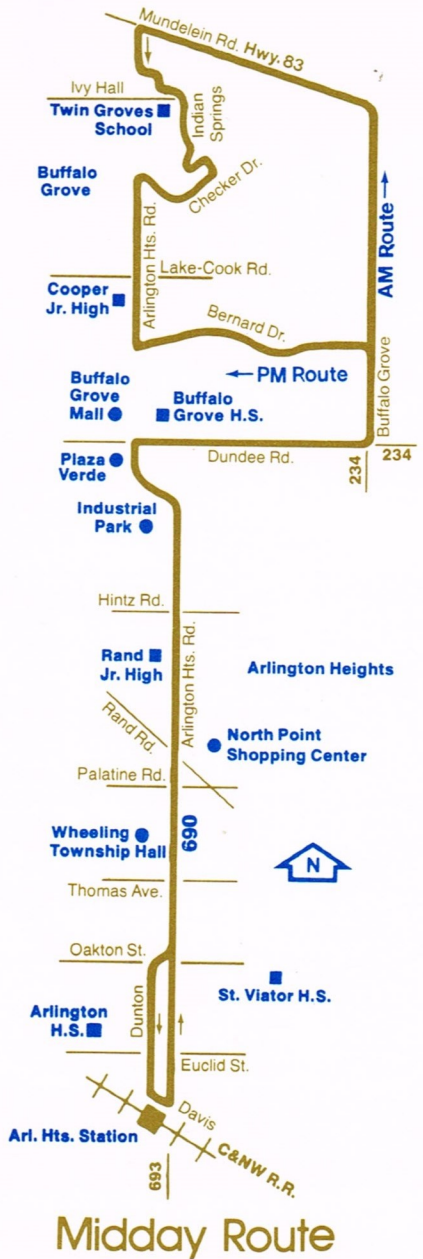 Mundelein Rd. Hwy. 83
Ivy Hall
Twin Groves
School
Indian
Springs
Buffalo
Grove
Checker Dr.
AM Route
Arlington Hts. Rd.
Lake-Cook Rd.
Cooper
Jr. High
Bernard Dr.
Buffalo Grove
PM Route
Buffalo
Grove
Mall
Buffalo
Grove H.S.
Dundee Rd.
234
234
Plaza
Verde
Industrial
Park
Hintz Rd.
Arlington Hts. Rd.
Rand
Jr. High
Arlington Heights
Rand Rd.
North Point
Shopping Center
Palatine Rd.
690
Wheeling
Township Hall
N
Thomas Ave.
Oakton St.
St. Viator H.S.
Dunton
Arlington
H.S.
Euclid St.
Davis
Arl. Hts. Station
C&NW R.R.
693
Midday Route